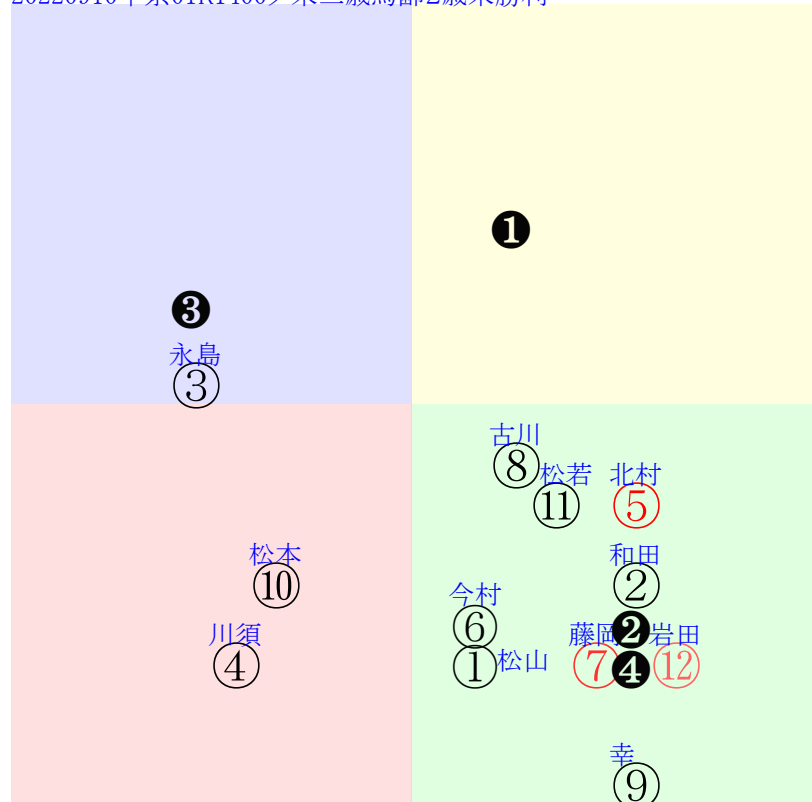 ❶
❸
永島
③
古川
⑧
松若
⑪
北村
⑤
松本
⑩
和田
②
今村
⑥
川須
④
藤岡
❷
岩田
①
松山
⑦
❹
⑫
幸
⑨